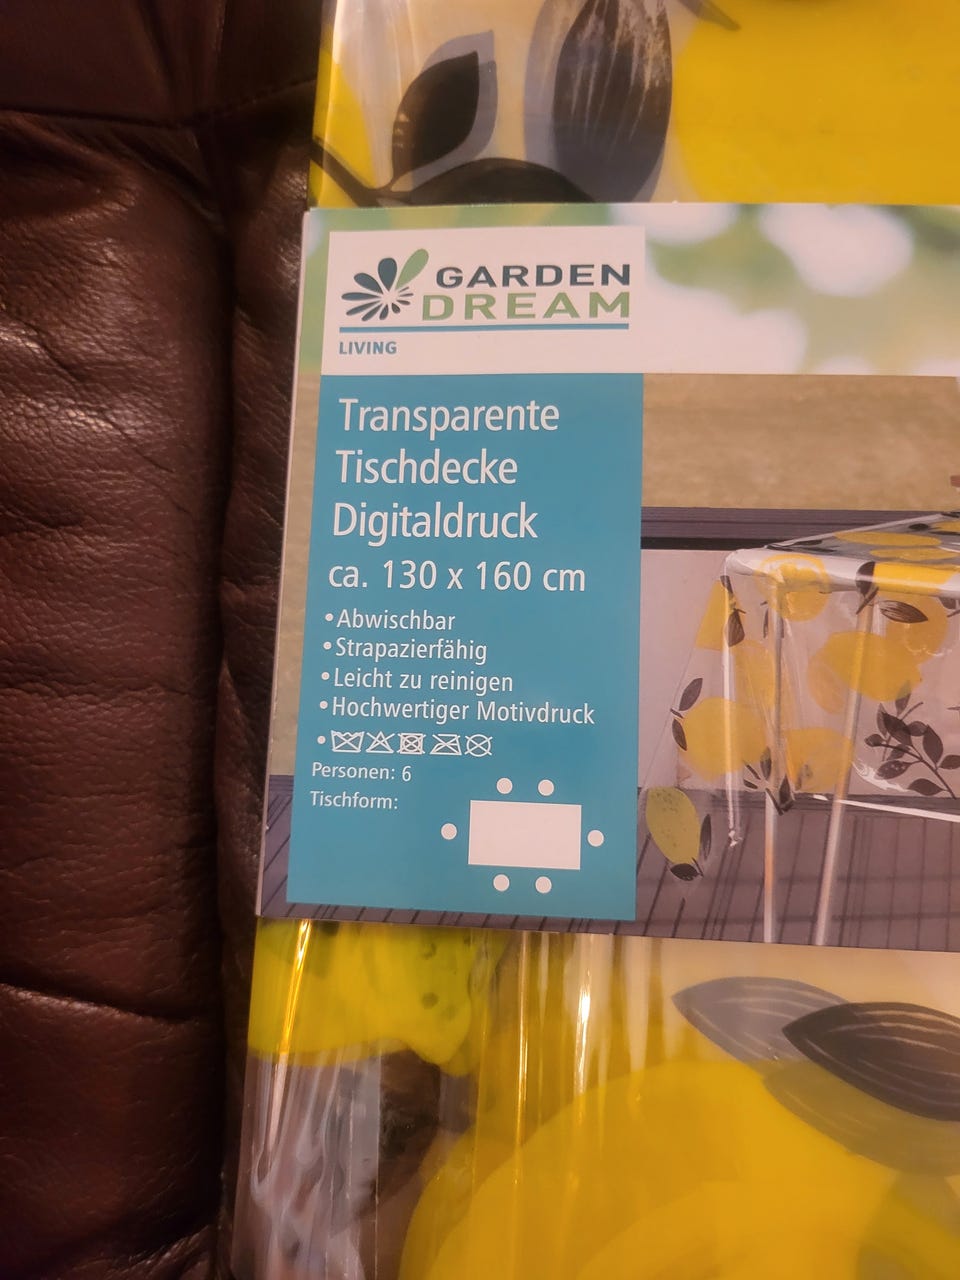 GARDEN
DREAM
LIVING
Transparente
Tischdecke
Digitaldruck
ca. 130 x 160 cm
• Abwischbar
• Strapazierfähig
• Leicht zu reinigen
• Hochwertiger Motivdruck
Personen: 6
Tischform: